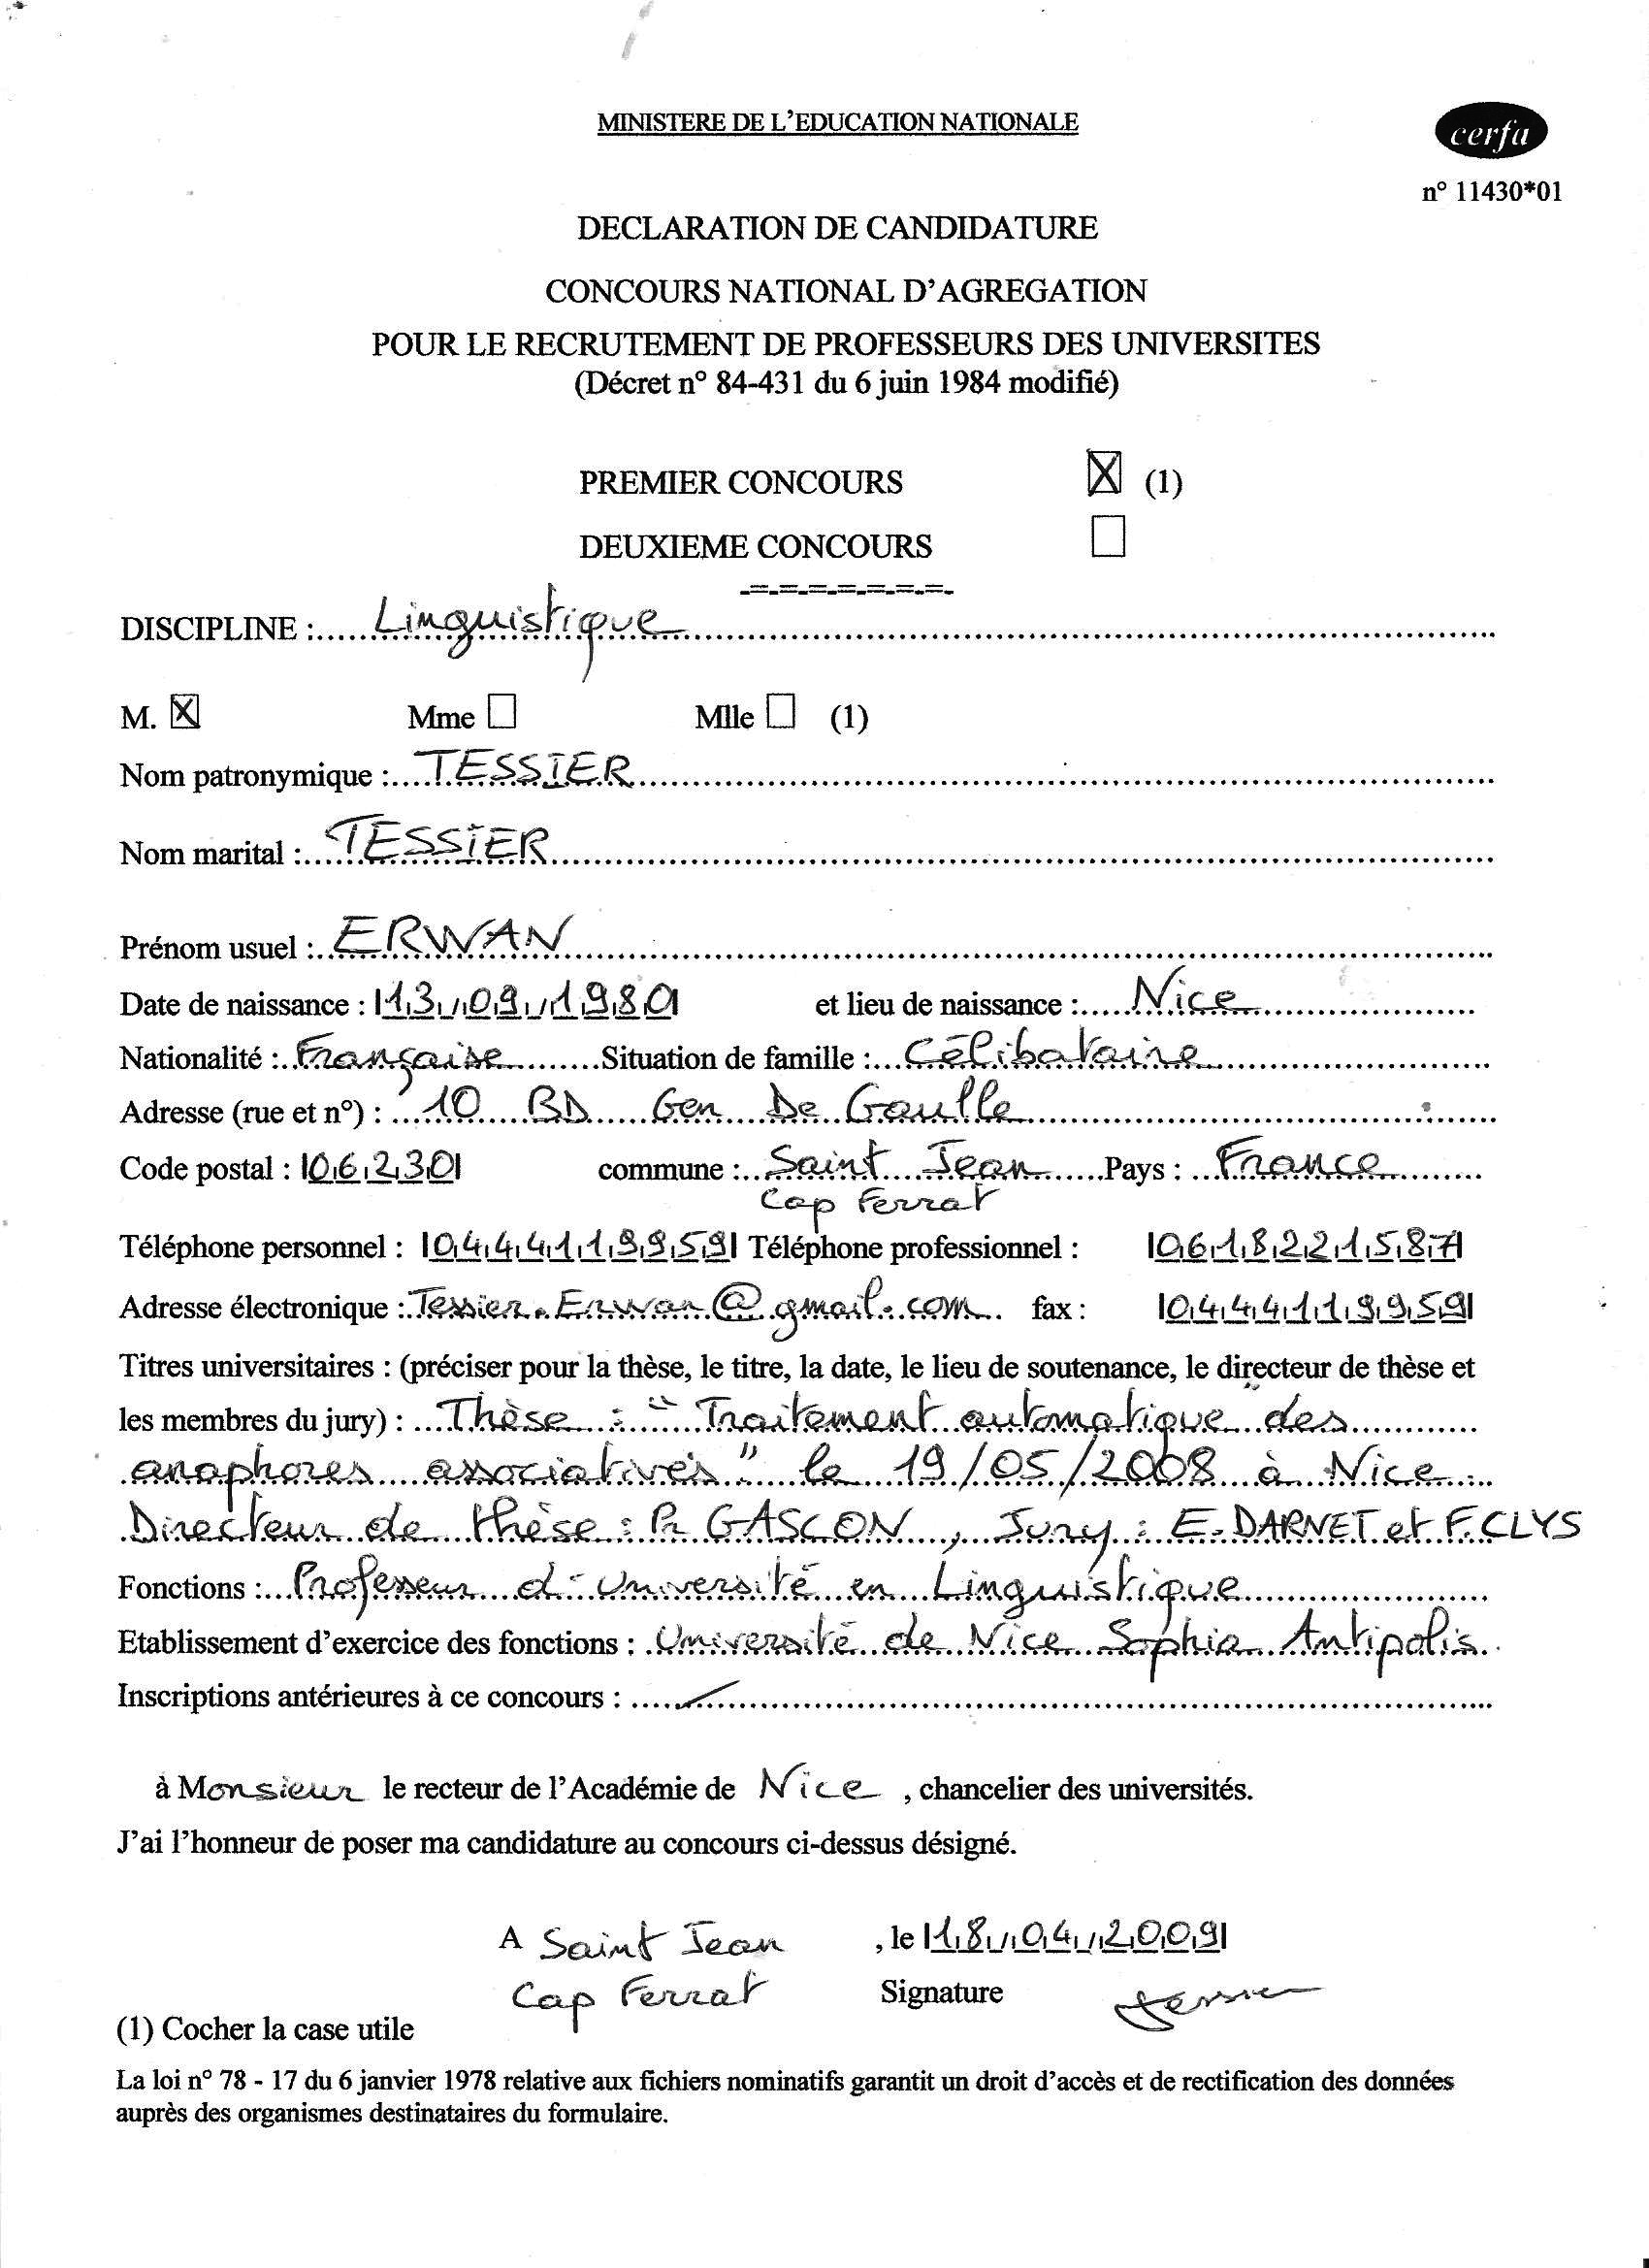 MINISTERE DE L'EDUCATION NATIONALE
cerfa
n° 11430*01
DECLARATION DE CANDIDATURE
CONCOURS NATIONAL D'AGREGATION
POUR LE RECRUTEMENT DE PROFESSEURS DES UNIVERSITES
(Décret n° 84-431 du 6 juin 1984 modifié)
PREMIER CONCOURS X (1)
DEUXIEME CONCOURS
-=-=-=-=-=-=-=-
DISCIPLINE : Linguistique
M. X Mme Mlle (1)
Nom patronymique : TESSIER
Nom marital : TESSIER
Prénom usuel : ERWAN
Date de naissance : 13/09/1980 et lieu de naissance : Nice
Nationalité : Française Situation de famille : Célibataire
Adresse (rue et n°) : 10 BD Gen De Gaulle
Code postal : 06230 commune : Saint Jean Pays : France
Cap Ferrat
Téléphone personnel : 0444119959 Téléphone professionnel : 0618221587
Adresse électronique : Tessier.Erwan@gmail.com fax : 0444119959
Titres universitaires : (préciser pour la thèse, le titre, la date, le lieu de soutenance, le directeur de thèse et
les membres du jury) : Thèse : " Traitement automatique des
anaphores associatives " le 19/05/2008 à Nice
Directeur de thèse : Pr GASCON , Jury : E. DARNET et F. CLYS
Fonctions : Professeur d'Université en Linguistique
Etablissement d'exercice des fonctions : Université de Nice Sophia Antipolis
Inscriptions antérieures à ce concours : /
à Monsieur le recteur de l'Académie de Nice , chancelier des universités.
J'ai l'honneur de poser ma candidature au concours ci-dessus désigné.
A Saint Jean , le 18/04/2009
Cap Ferrat Signature Tessier
(1) Cocher la case utile
La loi n° 78 - 17 du 6 janvier 1978 relative aux fichiers nominatifs garantit un droit d'accès et de rectification des données
auprès des organismes destinataires du formulaire.